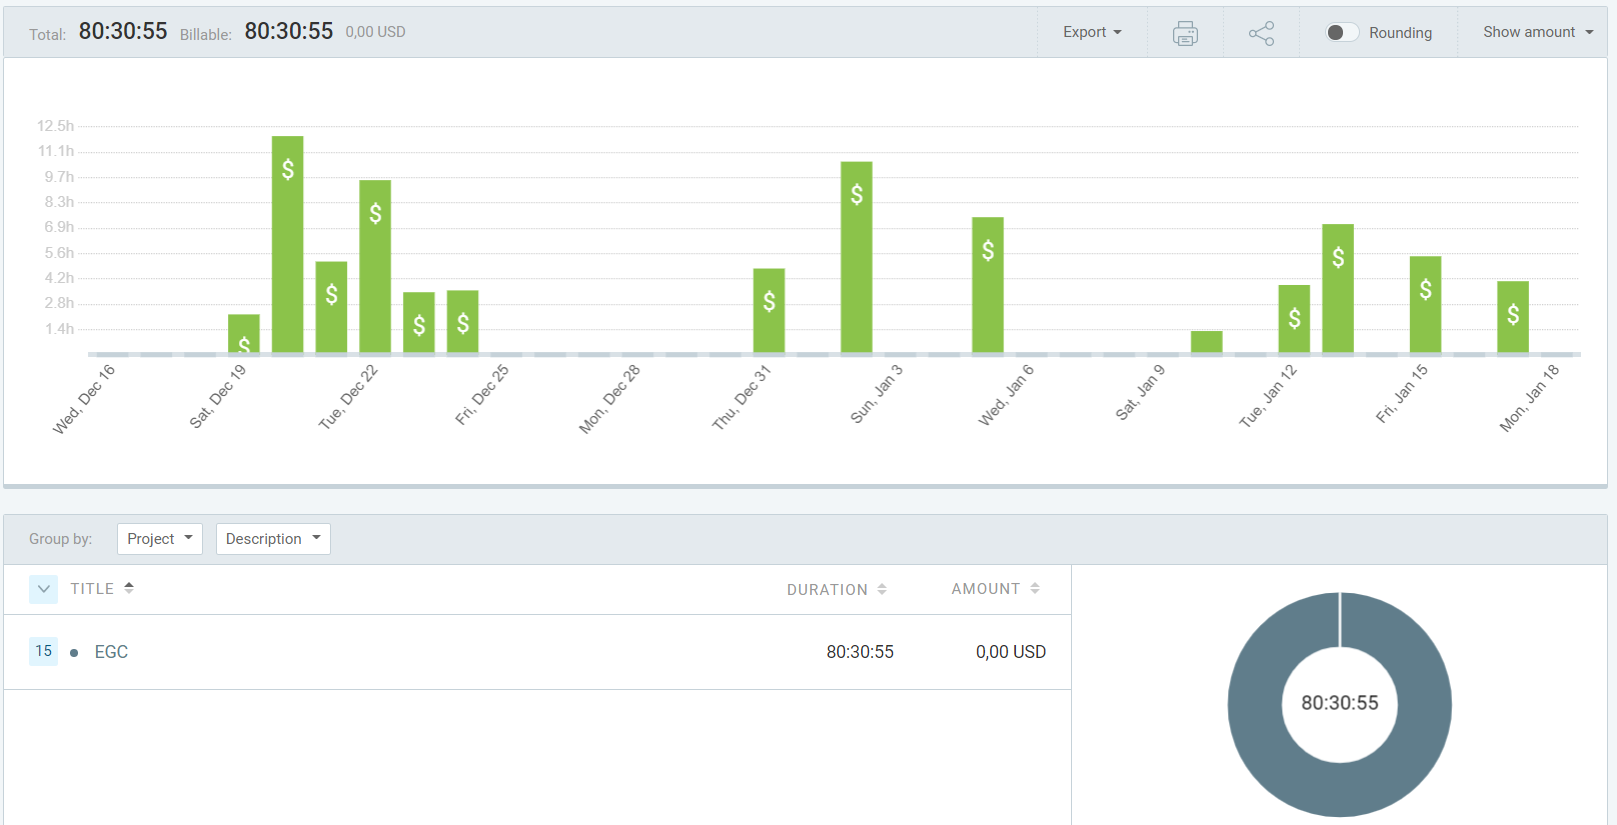 Total: 80:30:55 Billable: 80:30:55 0,00 USD Export Rounding Show amount
12.5h
11.1h
9.7h
8.3h
6.9h
5.6h
4.2h
2.8h
1.4h
$ $ $ $ $ $ $ $ $ $ $ $ $
Wed, Dec 16 Sat, Dec 19 Tue, Dec 22 Fri, Dec 25 Mon, Dec 28 Thu, Dec 31 Sun, Jan 3 Wed, Jan 6 Sat, Jan 9 Tue, Jan 12 Fri, Jan 15 Mon, Jan 18
Group by: Project Description
TITLE DURATION AMOUNT
15 EGC 80:30:55 0,00 USD
80:30:55